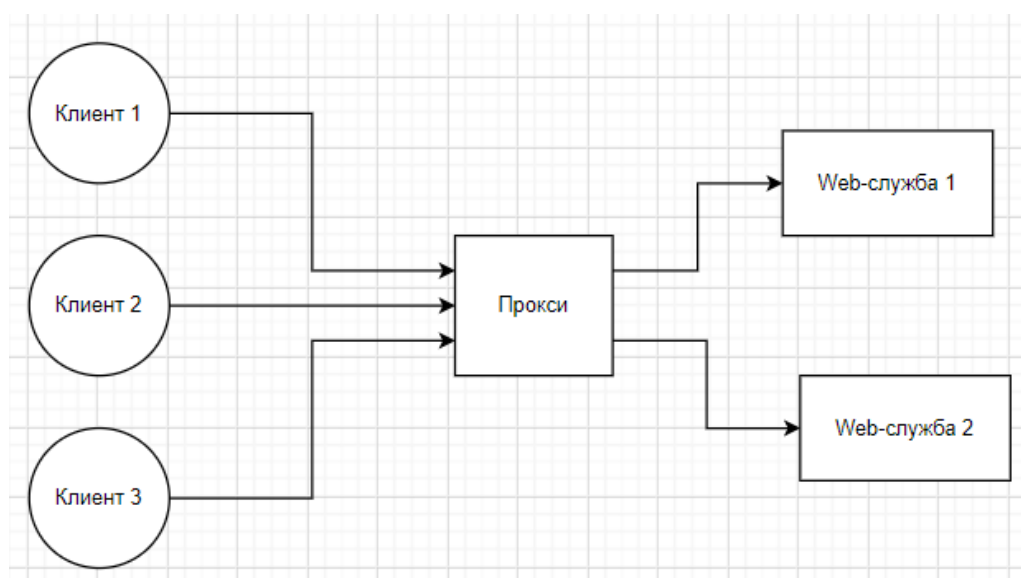 Клиент 1
Web-служба 1
Клиент 2
Прокси
Web-служба 2
Клиент 3